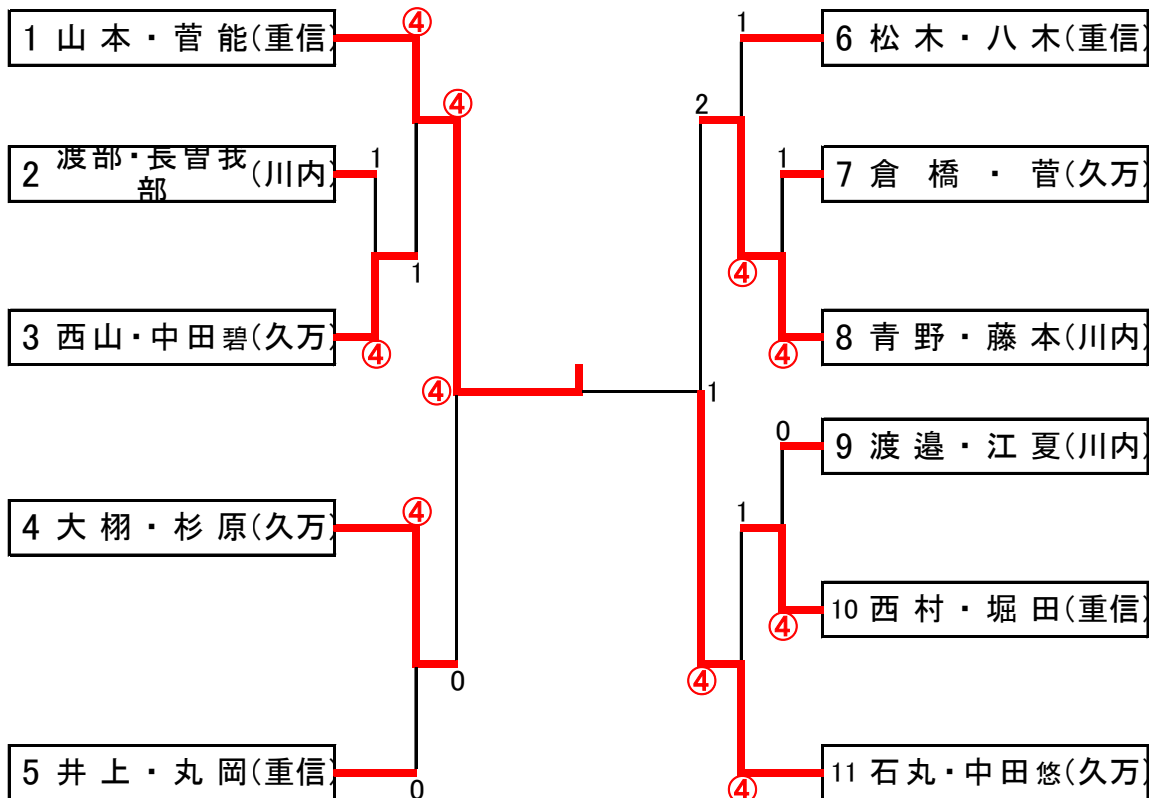 ④
1
1 山本・菅能(重信)
6 松木・八木(重信)
④
2
1
1
2 渡部・長曽我部(川内)
7 倉橋・菅(久万)
1
④
3 西山・中田碧(久万)
④
④
8 青野・藤本(川内)
④
1
0
9 渡邉・江夏(川内)
④
1
4 大栩・杉原(久万)
10 西村・堀田(重信)
④
0
④
5 井上・丸岡(重信)
0
④
11 石丸・中田悠(久万)